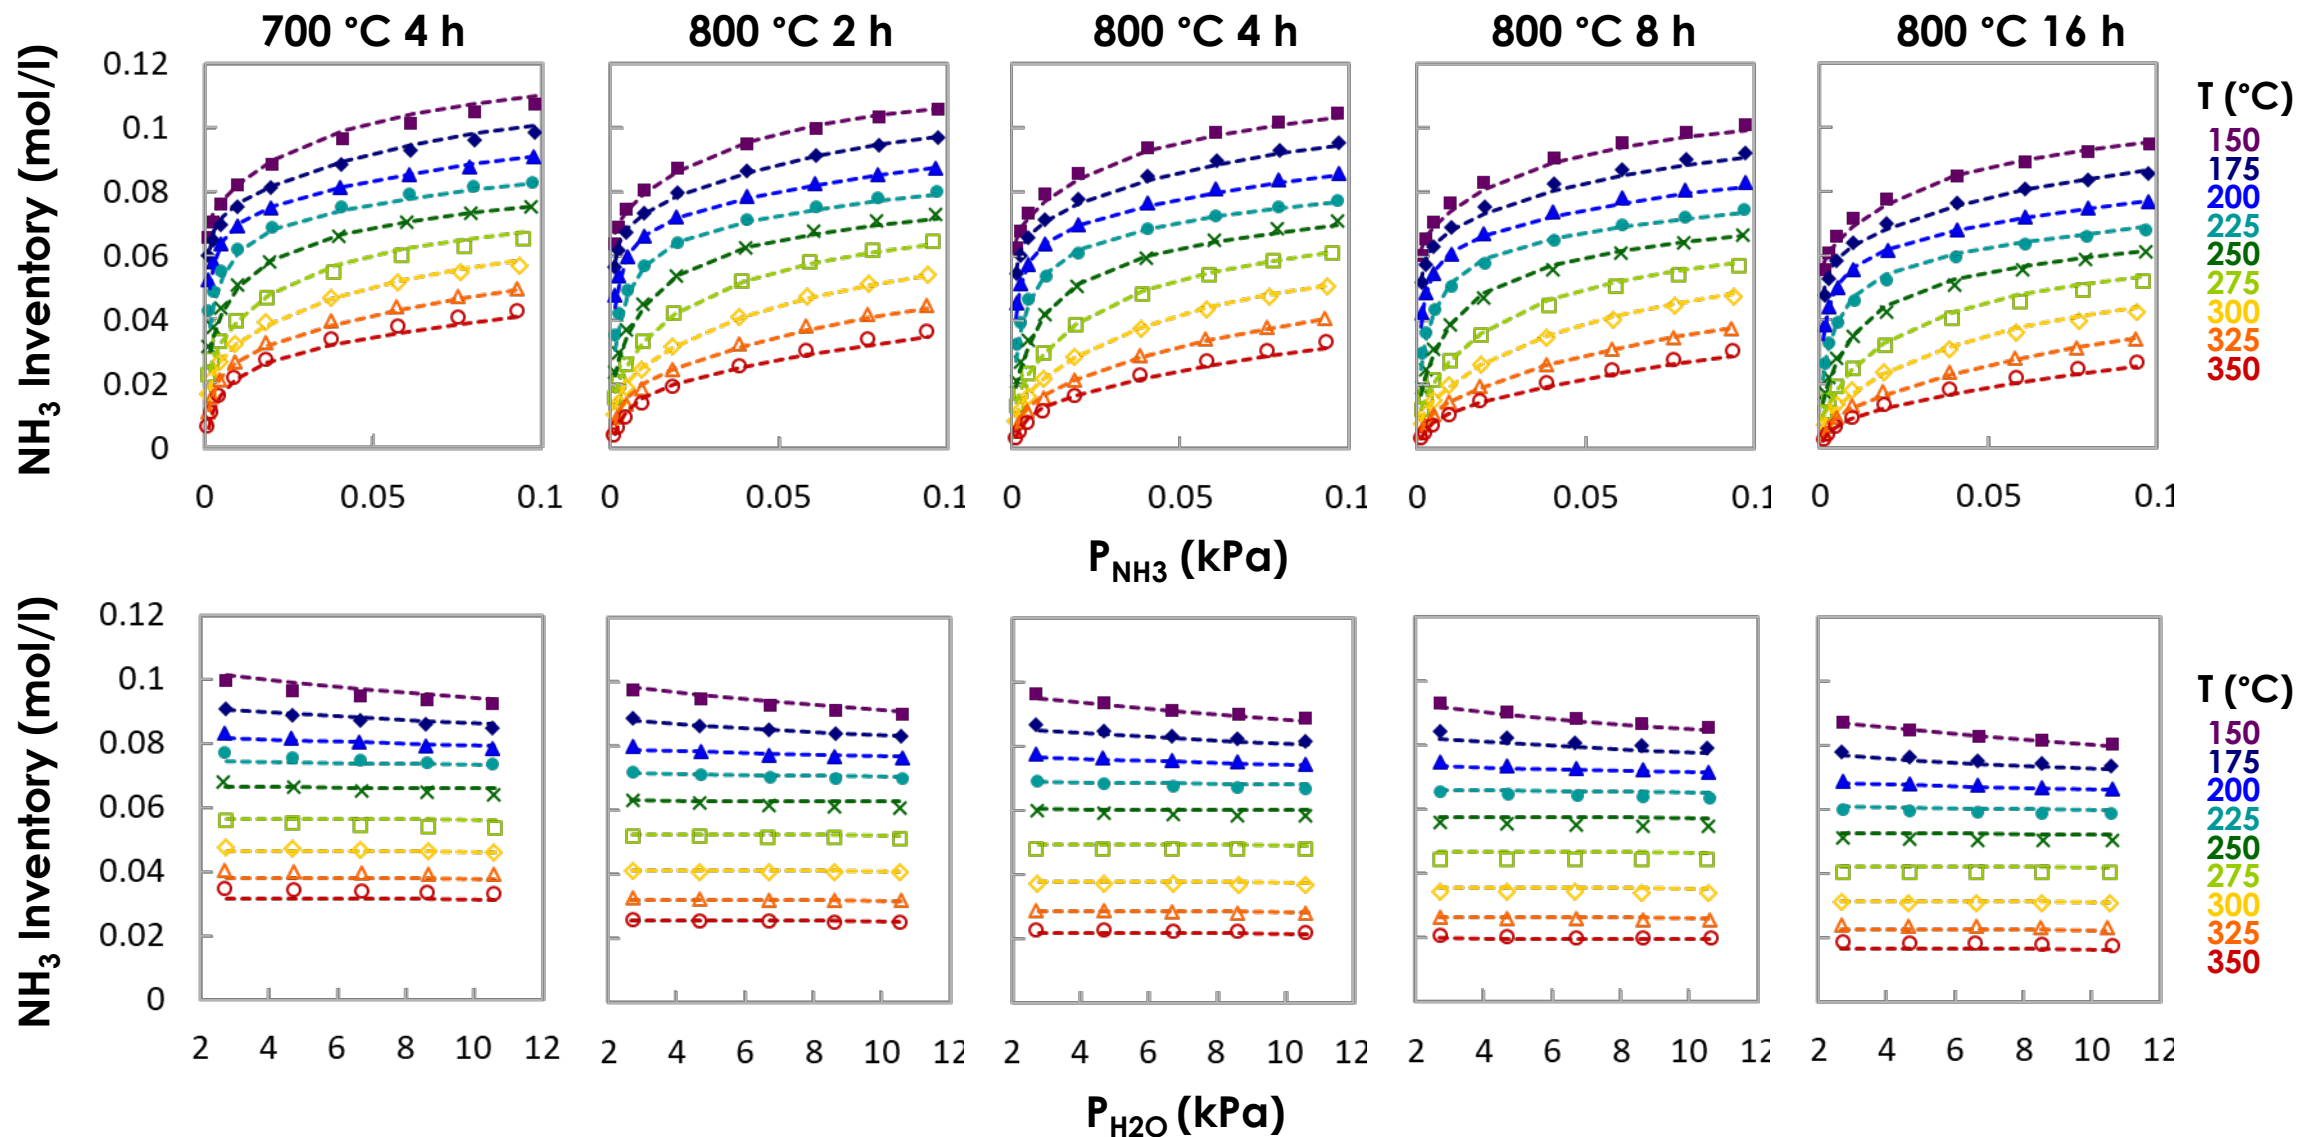 700 °C 4 h
800 °C 2 h
800 °C 4 h
800 °C 8 h
800 °C 16 h
NH3 Inventory (mol/l)
0.12
0.1
0.08
0.06
0.04
0.02
0
0 0.05 0.1
0 0.05 0.1
0 0.05 0.1
0 0.05 0.1
0 0.05 0.1
PNH3 (kPa)
T (°C)
150
175
200
225
250
275
300
325
350
NH3 Inventory (mol/l)
0.12
0.1
0.08
0.06
0.04
0.02
0
2 4 6 8 10 12
2 4 6 8 10 12
2 4 6 8 10 12
2 4 6 8 10 12
2 4 6 8 10 12
PH2O (kPa)
T (°C)
150
175
200
225
250
275
300
325
350